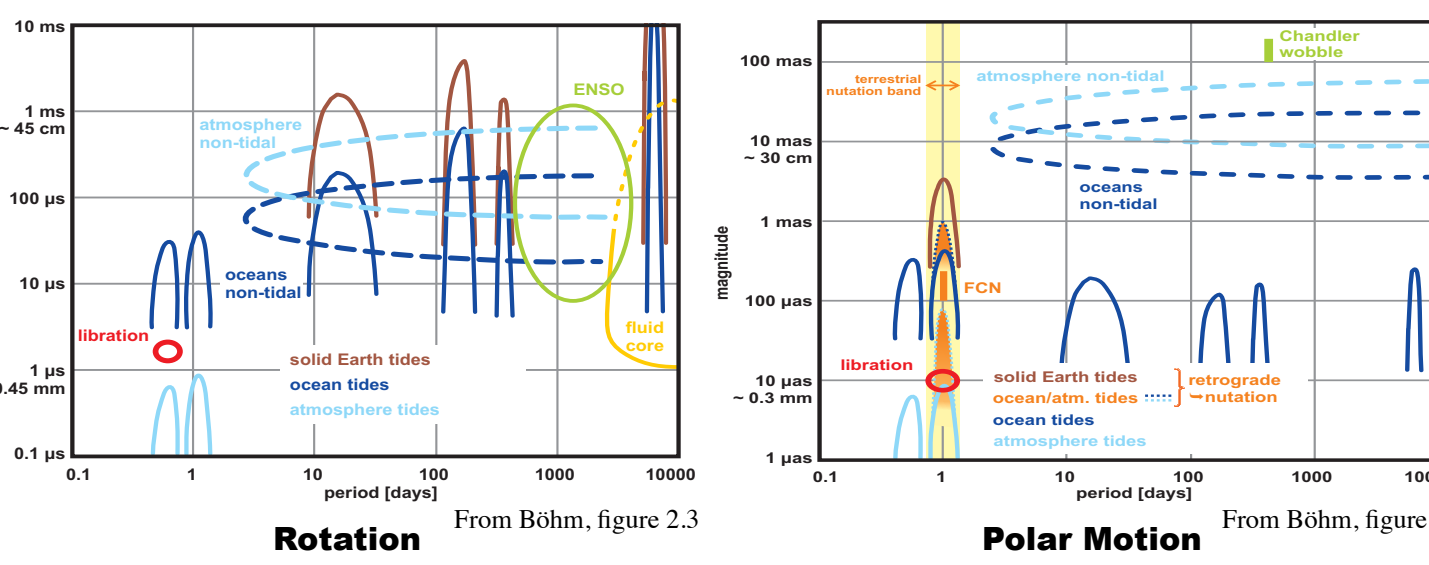 10 ms
1 ms
~ 45 cm
100 µs
10 µs
1 µs
0.45 mm
0.1 µs
ENSO
atmosphere
non-tidal
oceans
non-tidal
libration
fluid
core
solid Earth tides
ocean tides
atmosphere tides
0.1 1 10 100 1000 10000
period [days]
From Böhm, figure 2.3
Rotation
magnitude
100 mas
10 mas
~ 30 cm
1 mas
100 µas
10 µas
~ 0.3 mm
1 µas
Chandler
wobble
terrestrial
nutation band
atmosphere non-tidal
oceans
non-tidal
FCN
libration
solid Earth tides
ocean/atm. tides
retrograde
nutation
ocean tides
atmosphere tides
0.1 1 10 100 1000
period [days]
From Böhm, figure
Polar Motion